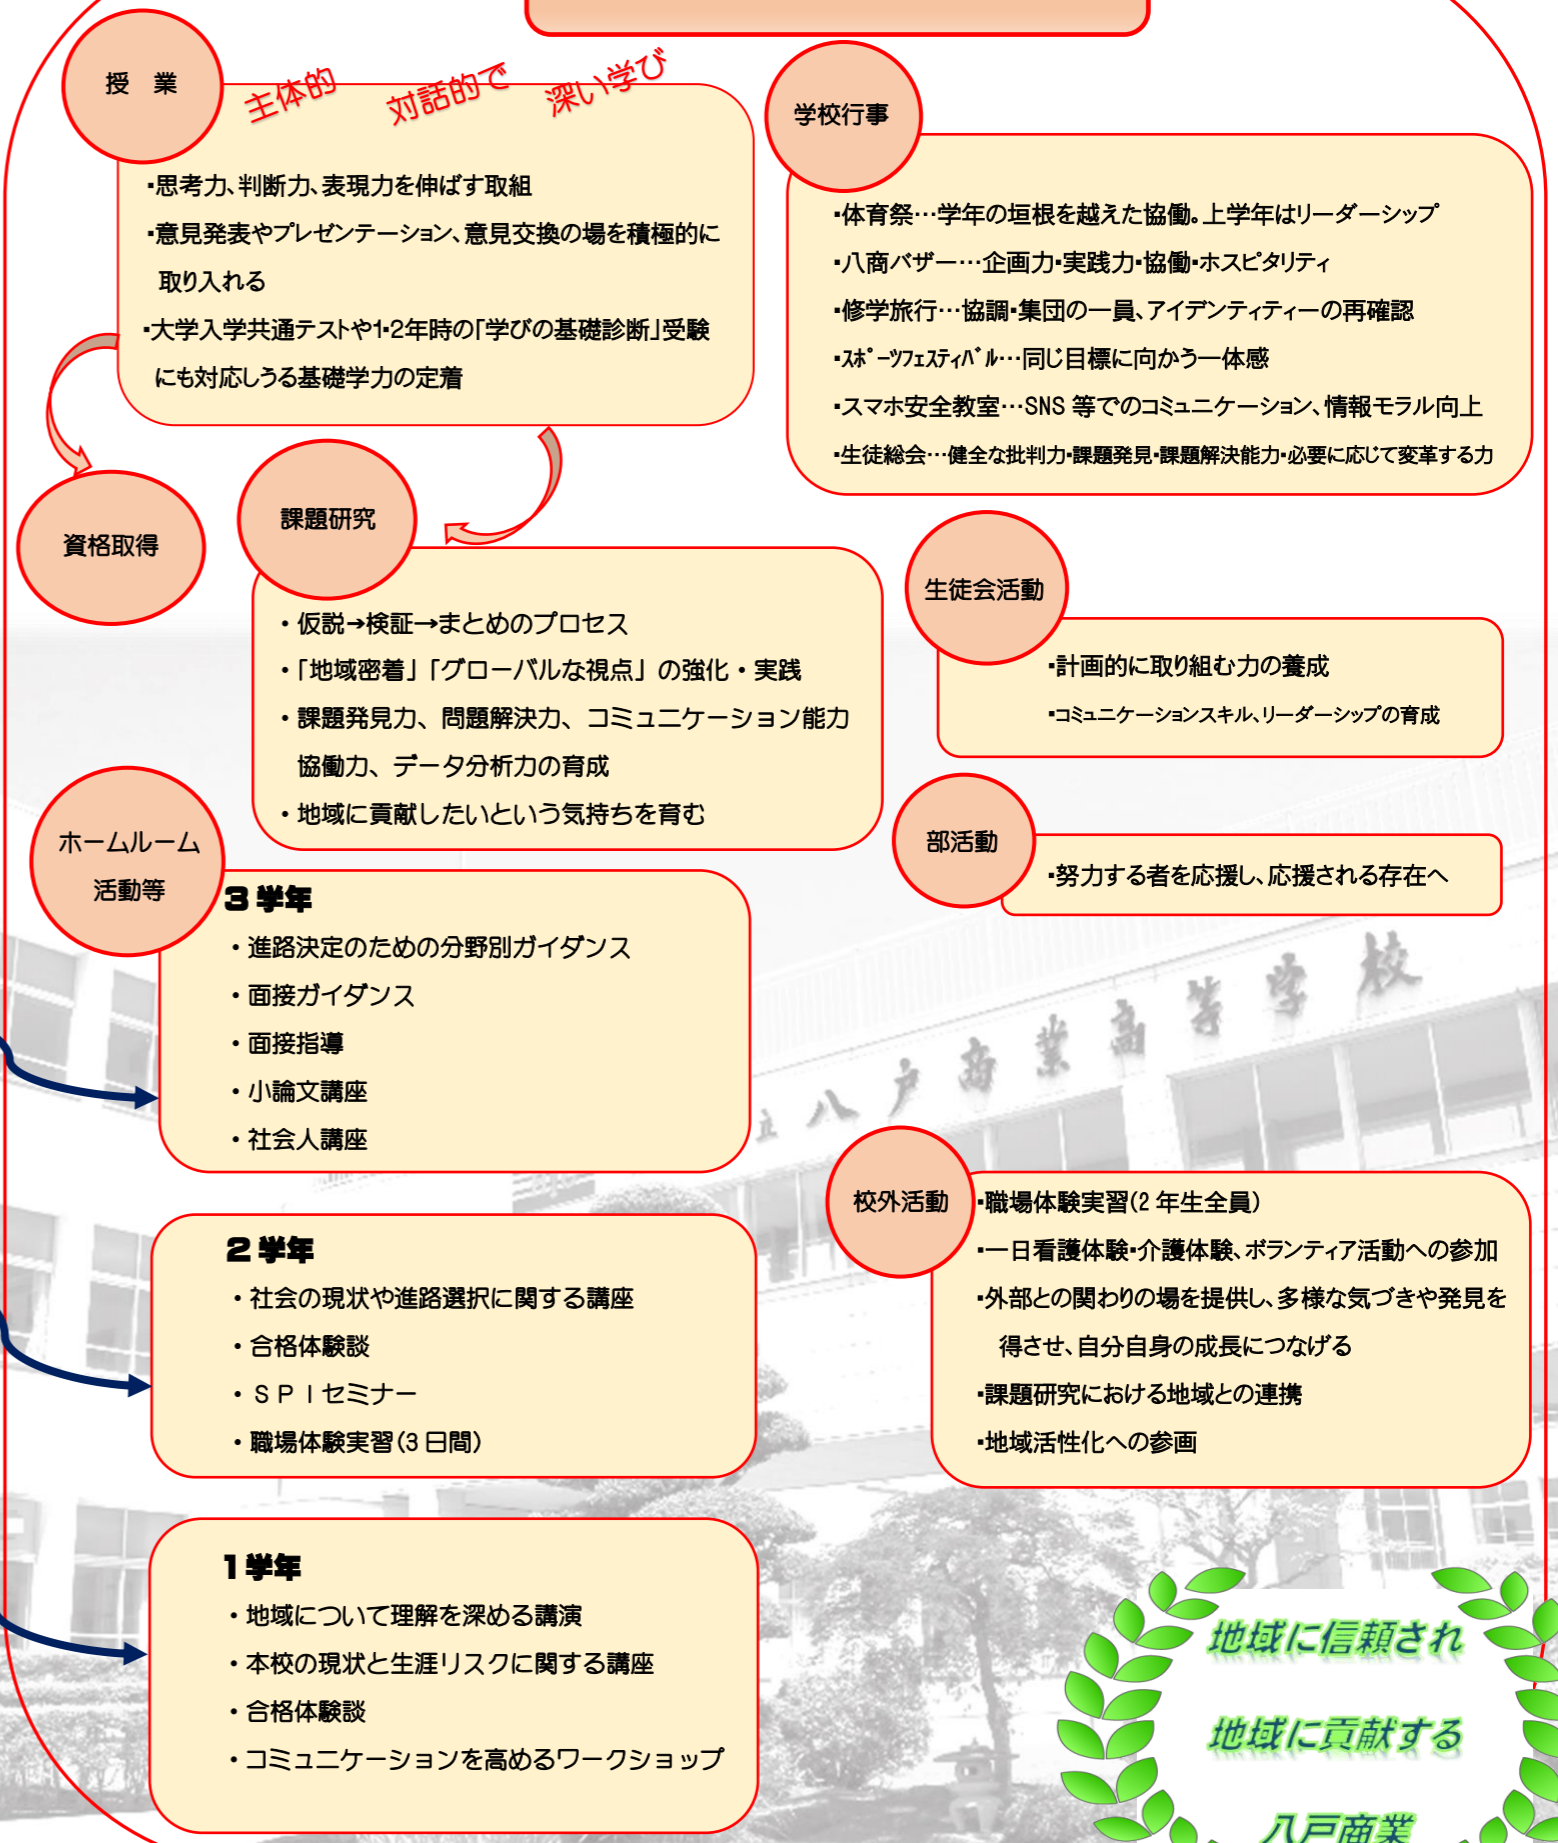 授　業
主体的　対話的で　深い学び
・思考力、判断力、表現力を伸ばす取組
・意見発表やプレゼンテーション、意見交換の場を積極的に
取り入れる
・大学入学共通テストや1・2年時の「学びの基礎診断」受験
にも対応しうる基礎学力の定着
資格取得
課題研究
・仮説→検証→まとめのプロセス
・「地域密着」「グローバルな視点」の強化・実践
・課題発見力、問題解決力、コミュニケーション能力
協働力、データ分析力の育成
・地域に貢献したいという気持ちを育む
ホームルーム
活動等
3学年
・進路決定のための分野別ガイダンス
・面接ガイダンス
・面接指導
・小論文講座
・社会人講座
2学年
・社会の現状や進路選択に関する講座
・合格体験談
・ＳＰＩセミナー
・職場体験実習(3日間)
1学年
・地域について理解を深める講演
・本校の現状と生涯リスクに関する講座
・合格体験談
・コミュニケーションを高めるワークショップ
学校行事
・体育祭…学年の垣根を越えた協働。上学年はリーダーシップ
・八商バザー…企画力・実践力・協働・ホスピタリティ
・修学旅行…協調・集団の一員、アイデンティティーの再確認
・ｽﾎﾟｰﾂﾌｪｽﾃｨﾊﾞﾙ…同じ目標に向かう一体感
・スマホ安全教室…SNS等でのコミュニケーション、情報モラル向上
・生徒総会…健全な批判力・課題発見・課題解決能力・必要に応じて変革する力
生徒会活動
・計画的に取り組む力の養成
・コミュニケーションスキル、リーダーシップの育成
部活動
・努力する者を応援し、応援される存在へ
立八戸商業高等学校
校外活動
・職場体験実習(2年生全員)
・一日看護体験・介護体験、ボランティア活動への参加
・外部との関わりの場を提供し、多様な気づきや発見を
得させ、自分自身の成長につなげる
・課題研究における地域との連携
・地域活性化への参画
地域に信頼され
地域に貢献する
八戸商業